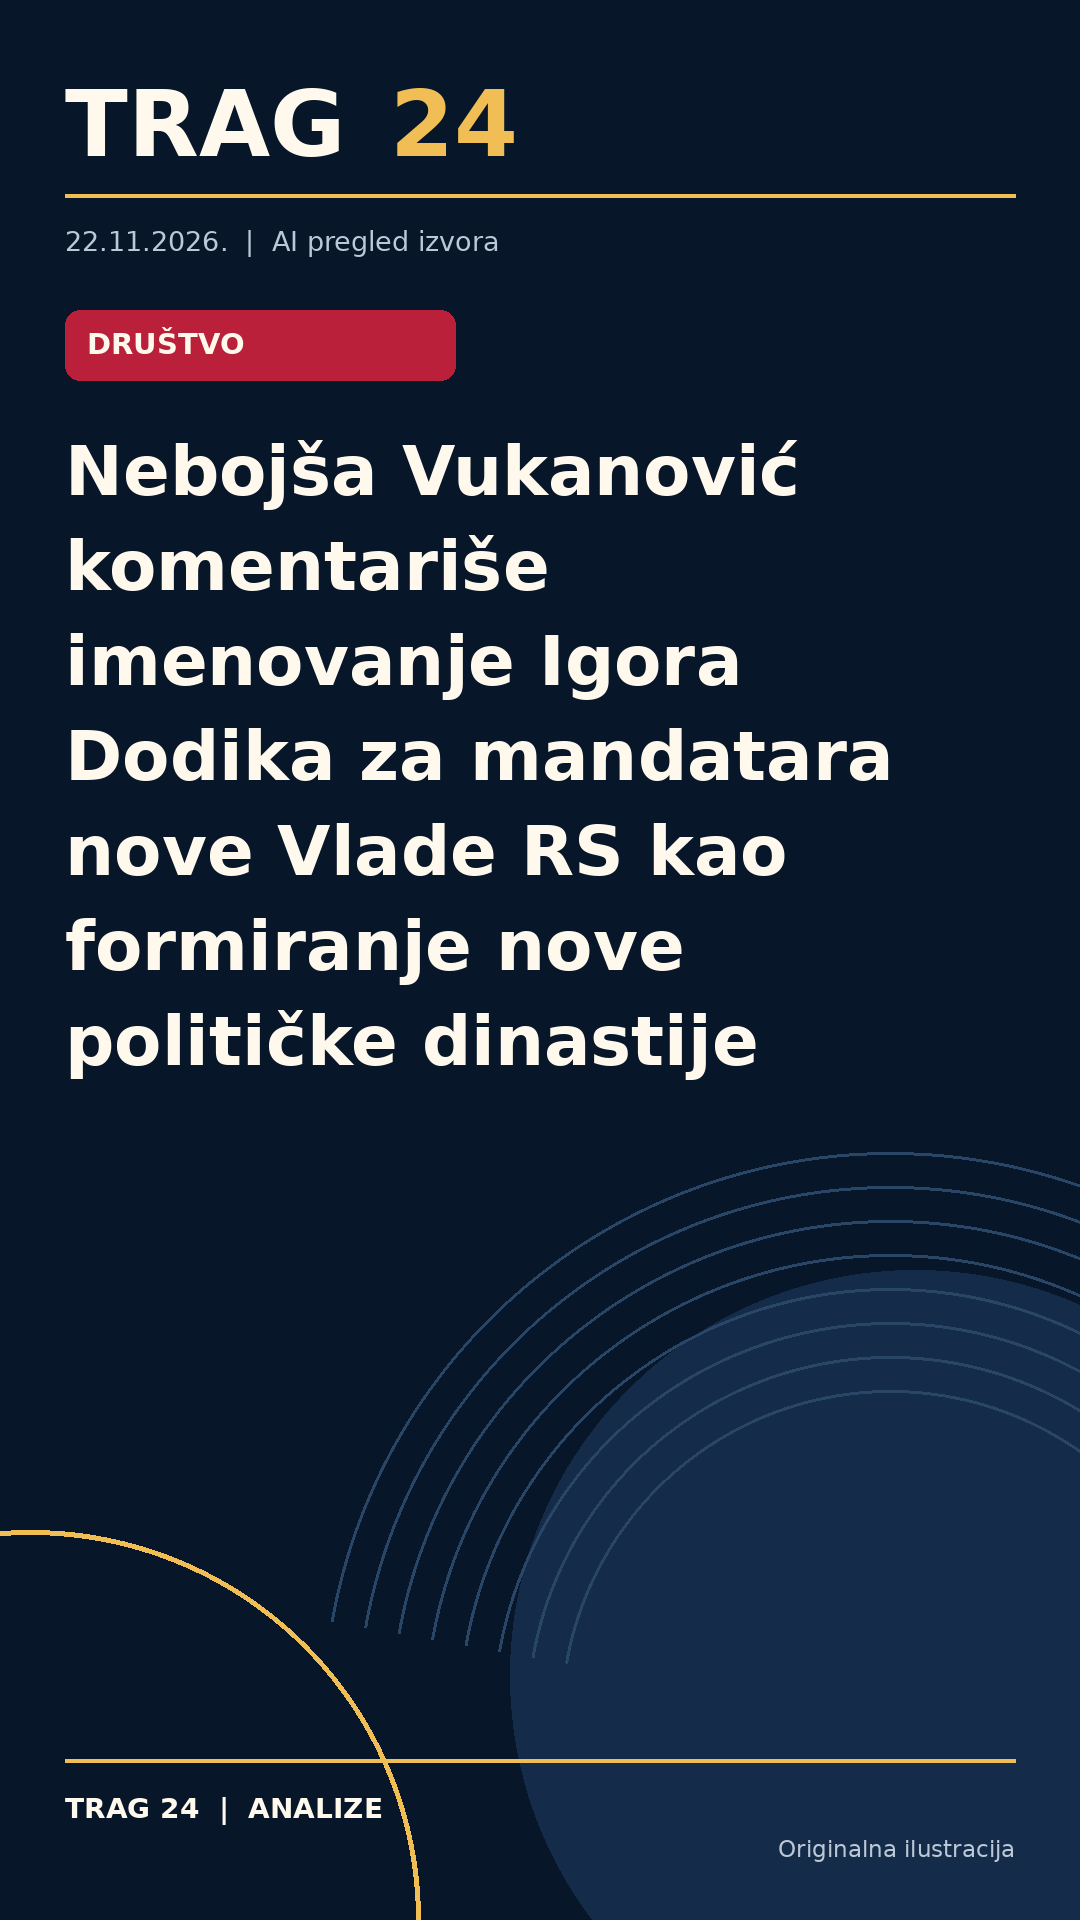 TRAG 24
22.11.2026. | AI pregled izvora
DRUŠTVO
Nebojša Vukanović
komentariše
imenovanje Igora
Dodika za mandatara
nove Vlade RS kao
formiranje nove
političke dinastije
TRAG 24 | ANALIZE
Originalna ilustracija